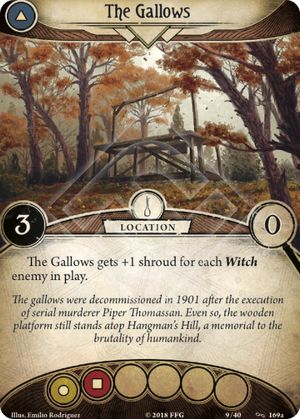 The Gallows
3
LOCATION
0
The Gallows gets +1 shroud for each Witch
enemy in play.
The gallows were decommissioned in 1901 after the execution
of serial murderer Piper Thomassan. Even so, the wooden
platform still stands atop Hangman's Hill, a memorial to the
brutality of humankind.
Illus. Emilio Rodriguez © 2018 FFG 9/40 169a